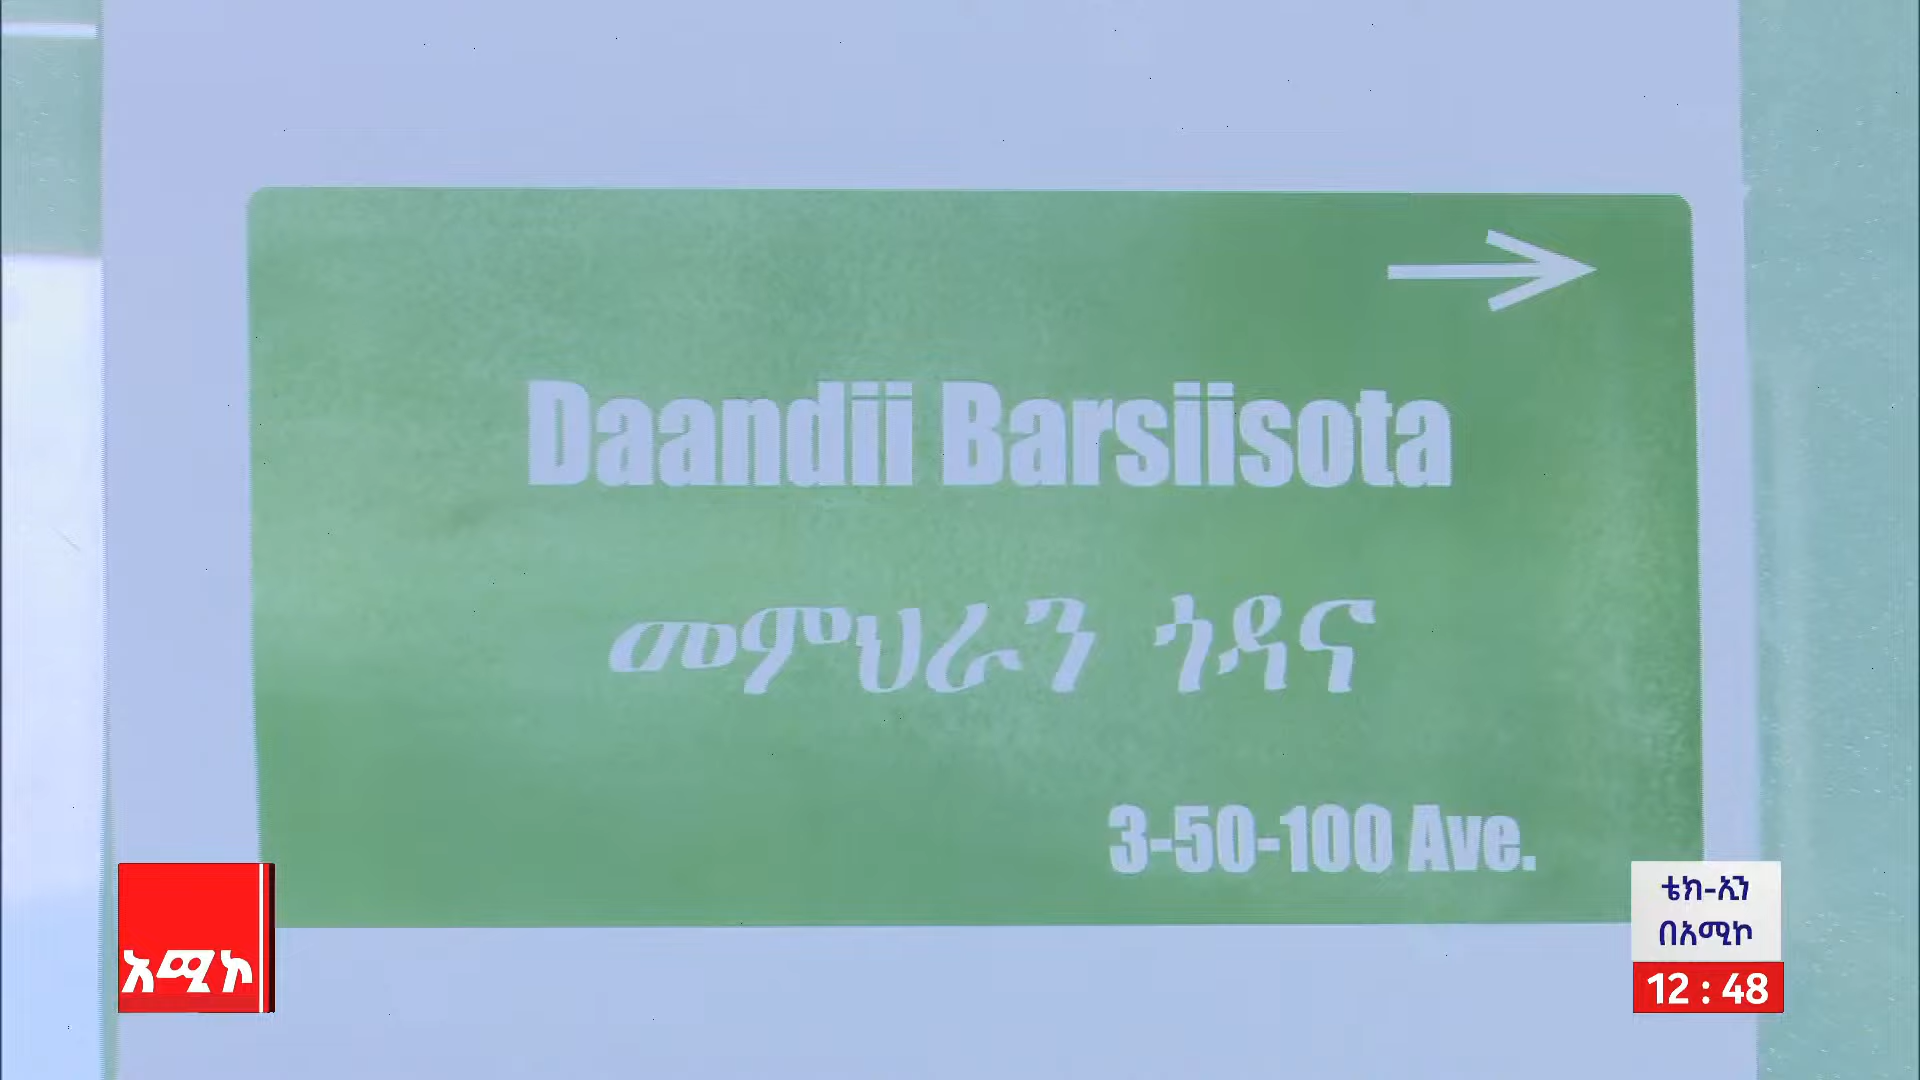 Daandii Barsiisota
መምህራን ጎዳና
3-50-100 Ave.
አሚኮ
ቴክ-ኢን
በአሚኮ
12 : 48